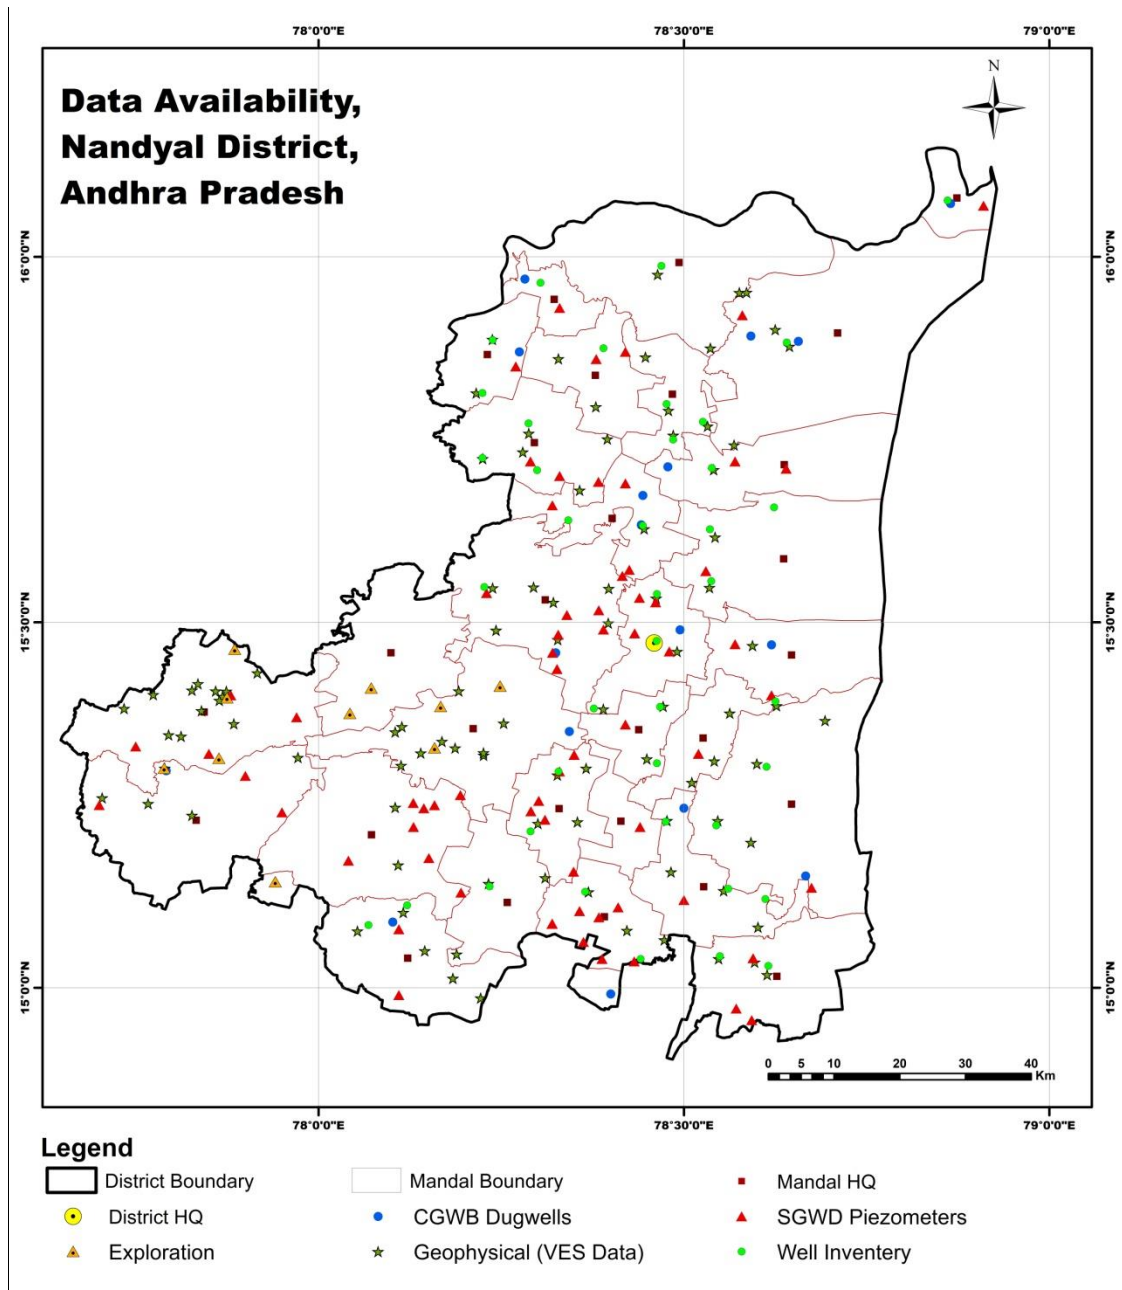 78°0'0"E 78°30'0"E 79°0'0"E
Data Availability,
Nandyal District,
Andhra Pradesh
N
16°0'0"N 16°0'0"N
15°30'0"N 15°30'0"N
15°0'0"N 15°0'0"N
0 5 10 20 30 40
Km
78°0'0"E 78°30'0"E 79°0'0"E
Legend
District Boundary Mandal Boundary Mandal HQ
District HQ CGWB Dugwells SGWD Piezometers
Exploration Geophysical (VES Data) Well Inventery